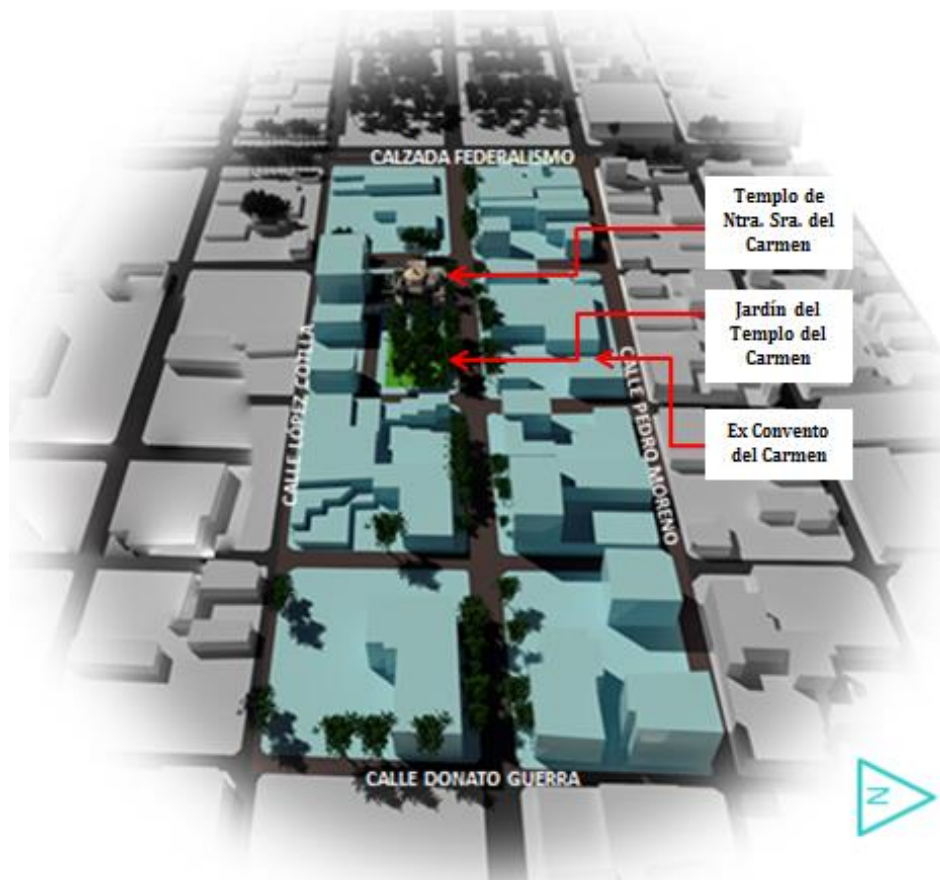 CALZADA FEDERALISMO
Templo de
Ntra. Sra. del
Carmen
Jardín del
Templo del
Carmen
CALLE LÓPEZ COTILLA
CALLE PEDRO MORENO
Ex Convento
del Carmen
CALLE DONATO GUERRA
N